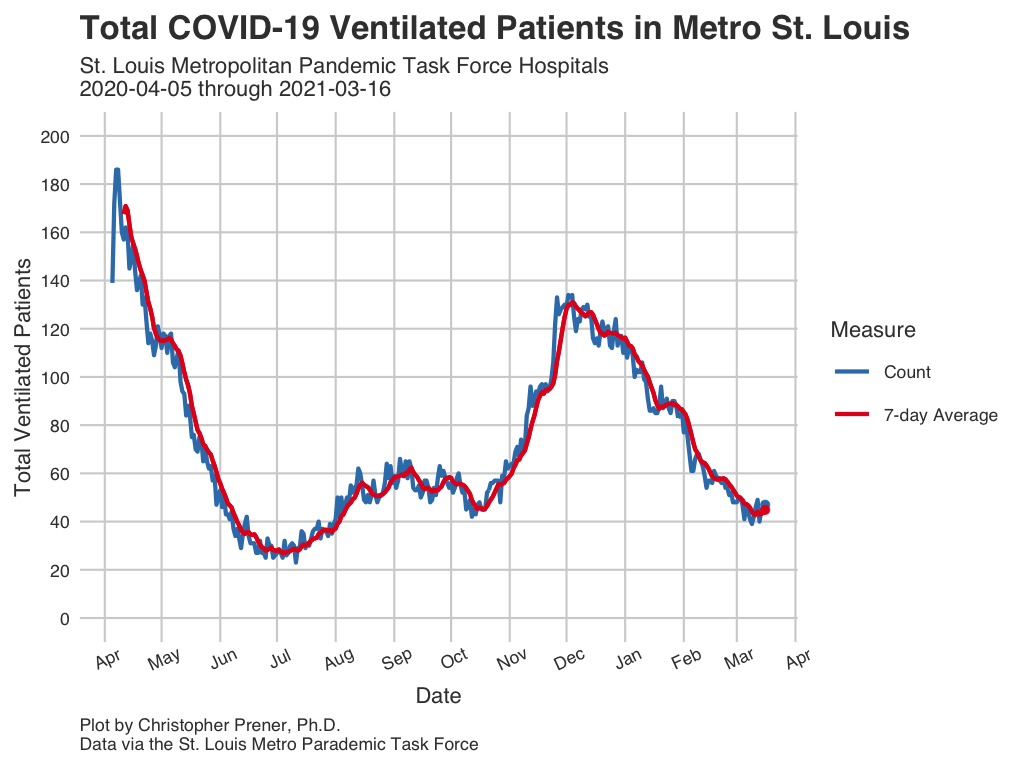 Total COVID-19 Ventilated Patients in Metro St. Louis
St. Louis Metropolitan Pandemic Task Force Hospitals
2020-04-05 through 2021-03-16
Total Ventilated Patients
200
180
160
140
120
100
80
60
40
20
0
Apr May Jun Jul Aug Sep Oct Nov Dec Jan Feb Mar Apr
Date
Measure
Count
7-day Average
Plot by Christopher Prener, Ph.D.
Data via the St. Louis Metro Parademic Task Force